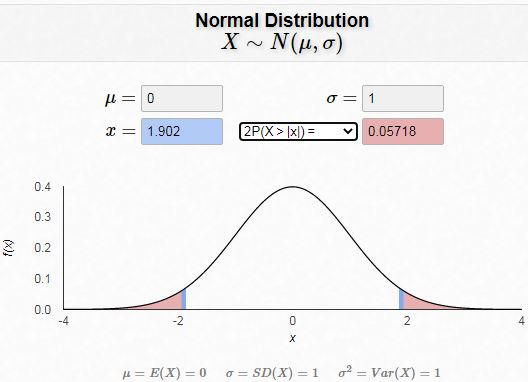 Normal Distribution
X ∼ N(μ, σ)
μ = 0 σ = 1
x = 1.902 2P(X > |x|) = 0.05718
0.4
0.3
0.2
0.1
0.0
f(x)
-4 -2 0 2 4
x
μ = E(X) = 0 σ = SD(X) = 1 σ² = Var(X) = 1